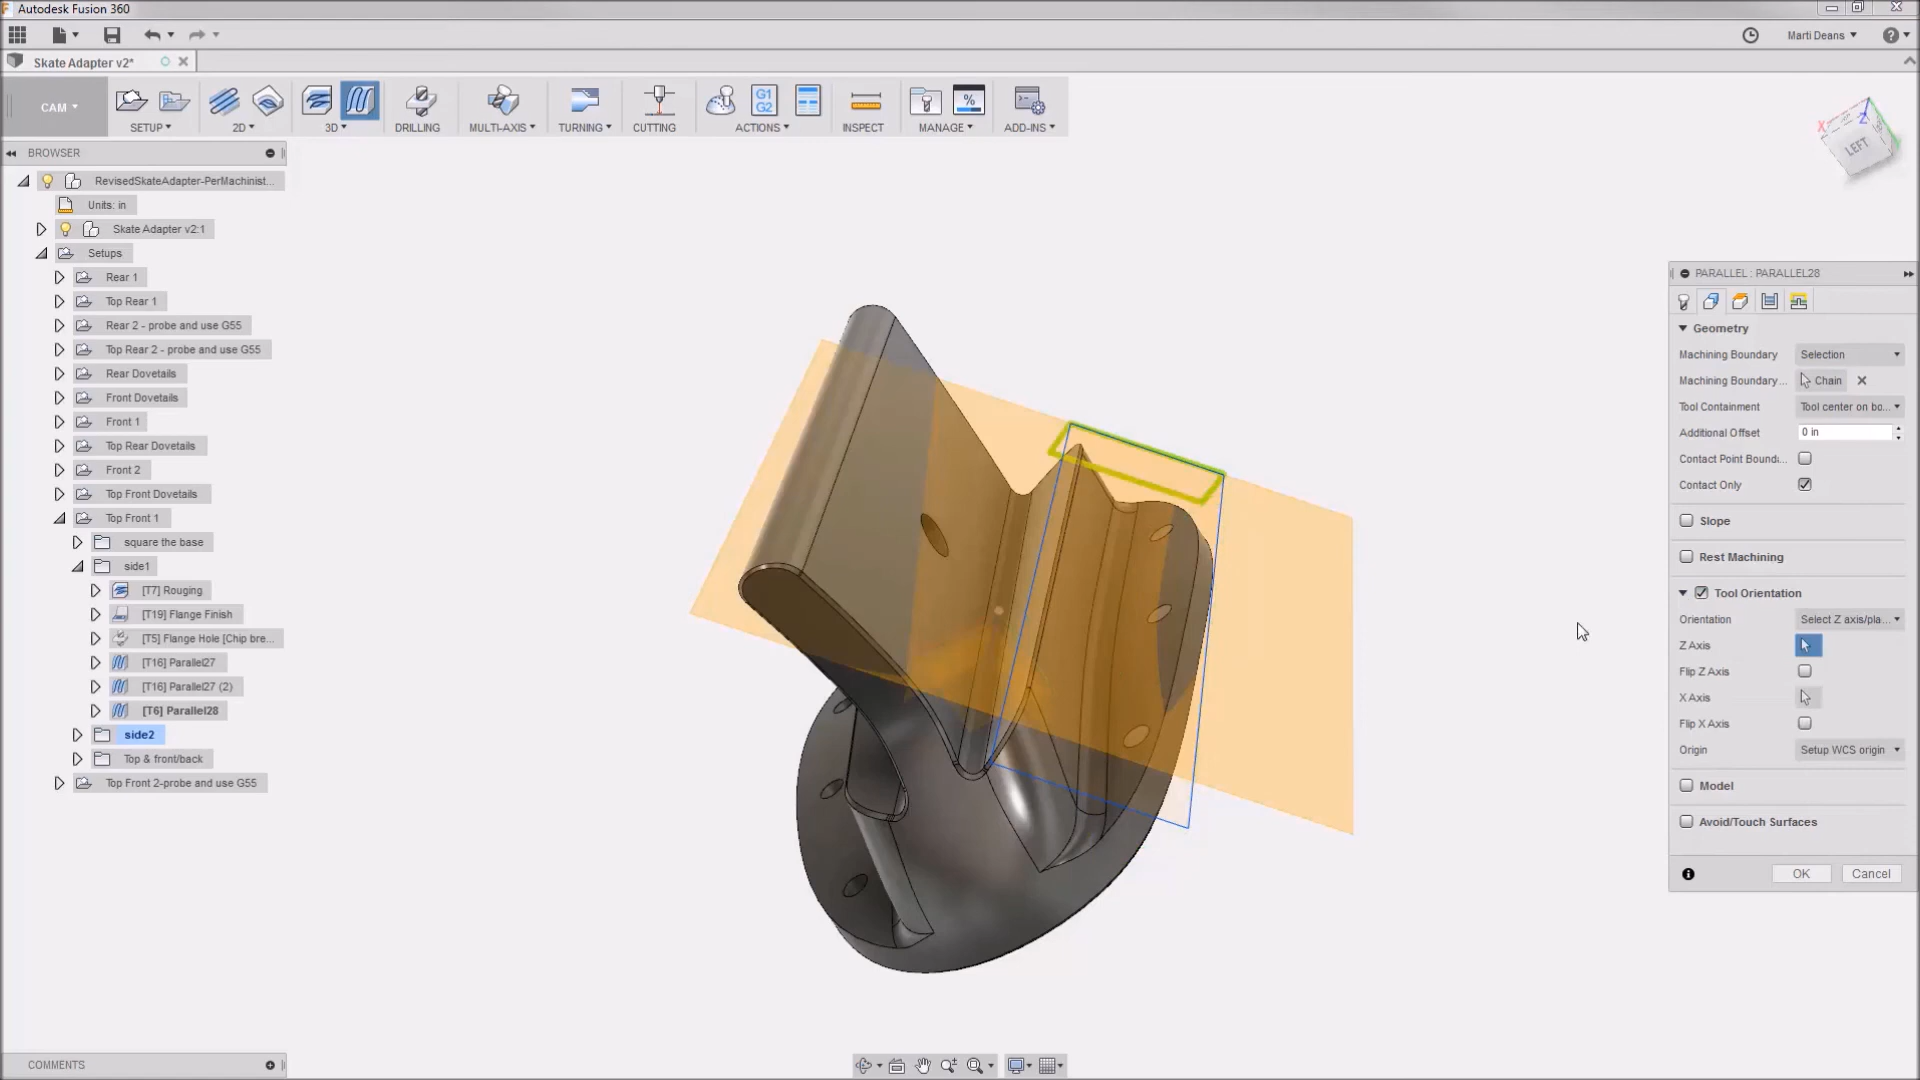 Autodesk Fusion 360
Marti Deans
Skate Adapter v2*
CAM
SETUP
2D
3D
DRILLING
MULTI-AXIS
TURNING
CUTTING
G1
G2
ACTIONS
INSPECT
%
MANAGE
ADD-INS
BROWSER
RevisedSkateAdapter-PerMachinist...
Units: in
Skate Adapter v2:1
Setups
Rear 1
Top Rear 1
Rear 2 - probe and use G55
Top Rear 2 - probe and use G55
Rear Dovetails
Front Dovetails
Front 1
Top Rear Dovetails
Front 2
Top Front Dovetails
Top Front 1
square the base
side1
[T7] Rouging
[T19] Flange Finish
[T5] Flange Hole [Chip bre...
[T16] Parallel27
[T16] Parallel27 (2)
[T6] Parallel28
side2
Top & front/back
Top Front 2-probe and use G55
COMMENTS
X
Z
LEFT
PARALLEL : PARALLEL28
Geometry
Machining Boundary Selection
Machining Boundary... Chain
Tool Containment Tool center on bo...
Additional Offset 0 in
Contact Point Bound...
Contact Only
Slope
Rest Machining
Tool Orientation
Orientation Select Z axis/pla...
Z Axis
Flip Z Axis
X Axis
Flip X Axis
Origin Setup WCS origin
Model
Avoid/Touch Surfaces
OK Cancel